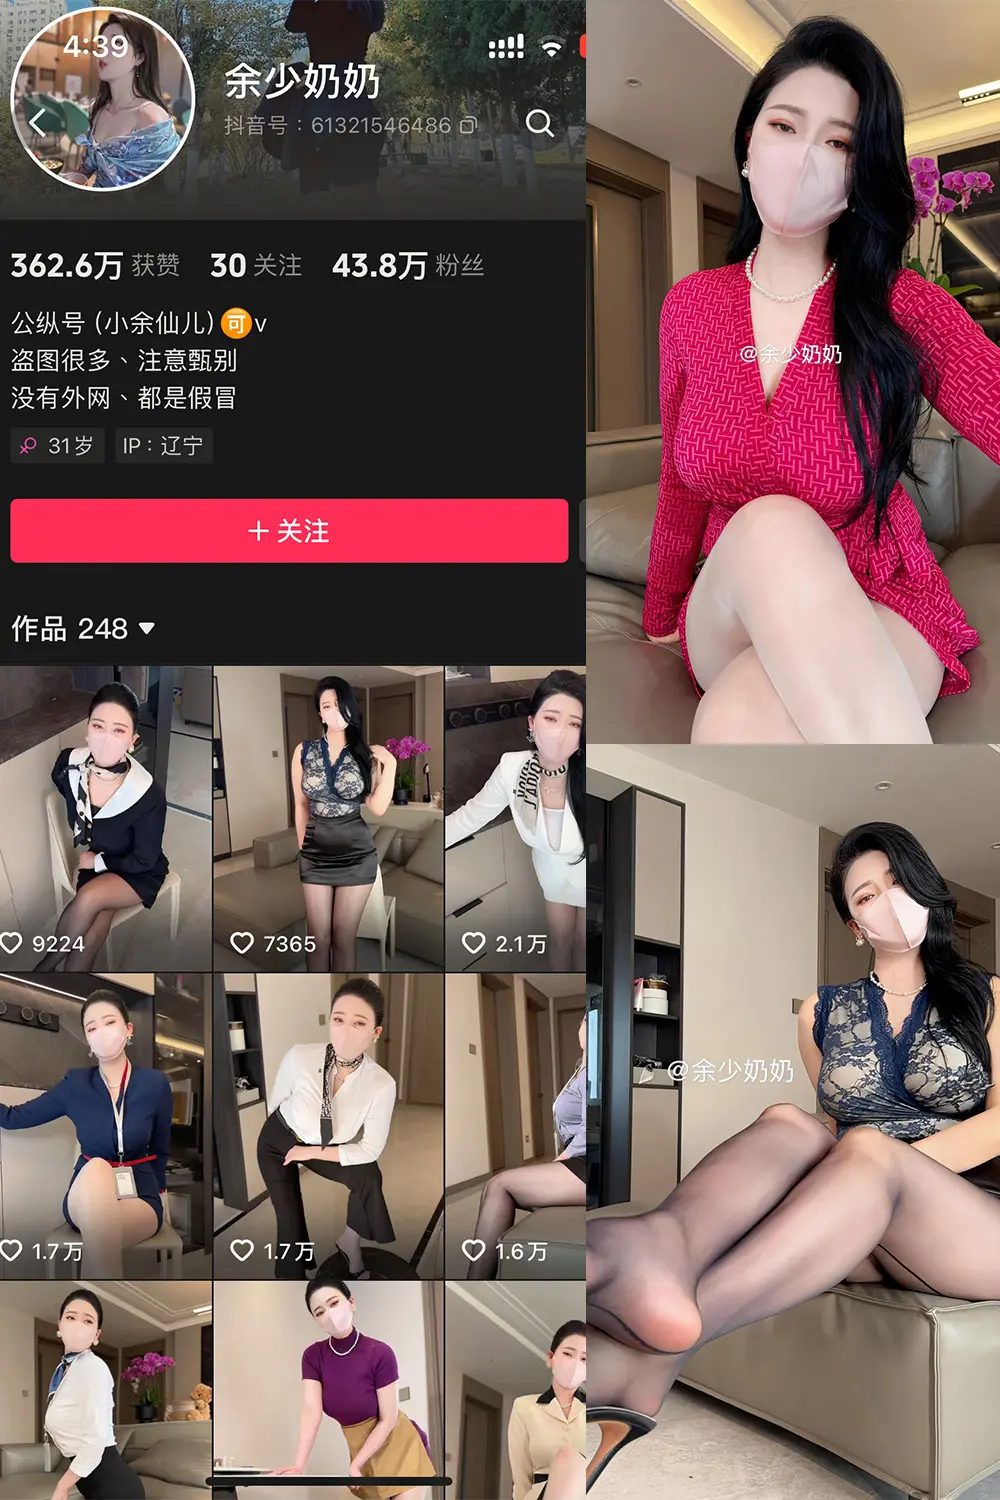 4:39
余少奶奶
抖音号：61321546486
362.6万 获赞 30 关注 43.8万 粉丝
公纵号 (小余仙儿) 可 v
盗图很多、注意甄别
没有外网、都是假冒
31岁 IP：辽宁
＋关注
作品 248
9224 7365 2.1万
1.7万 1.7万 1.6万
@余少奶奶
@余少奶奶